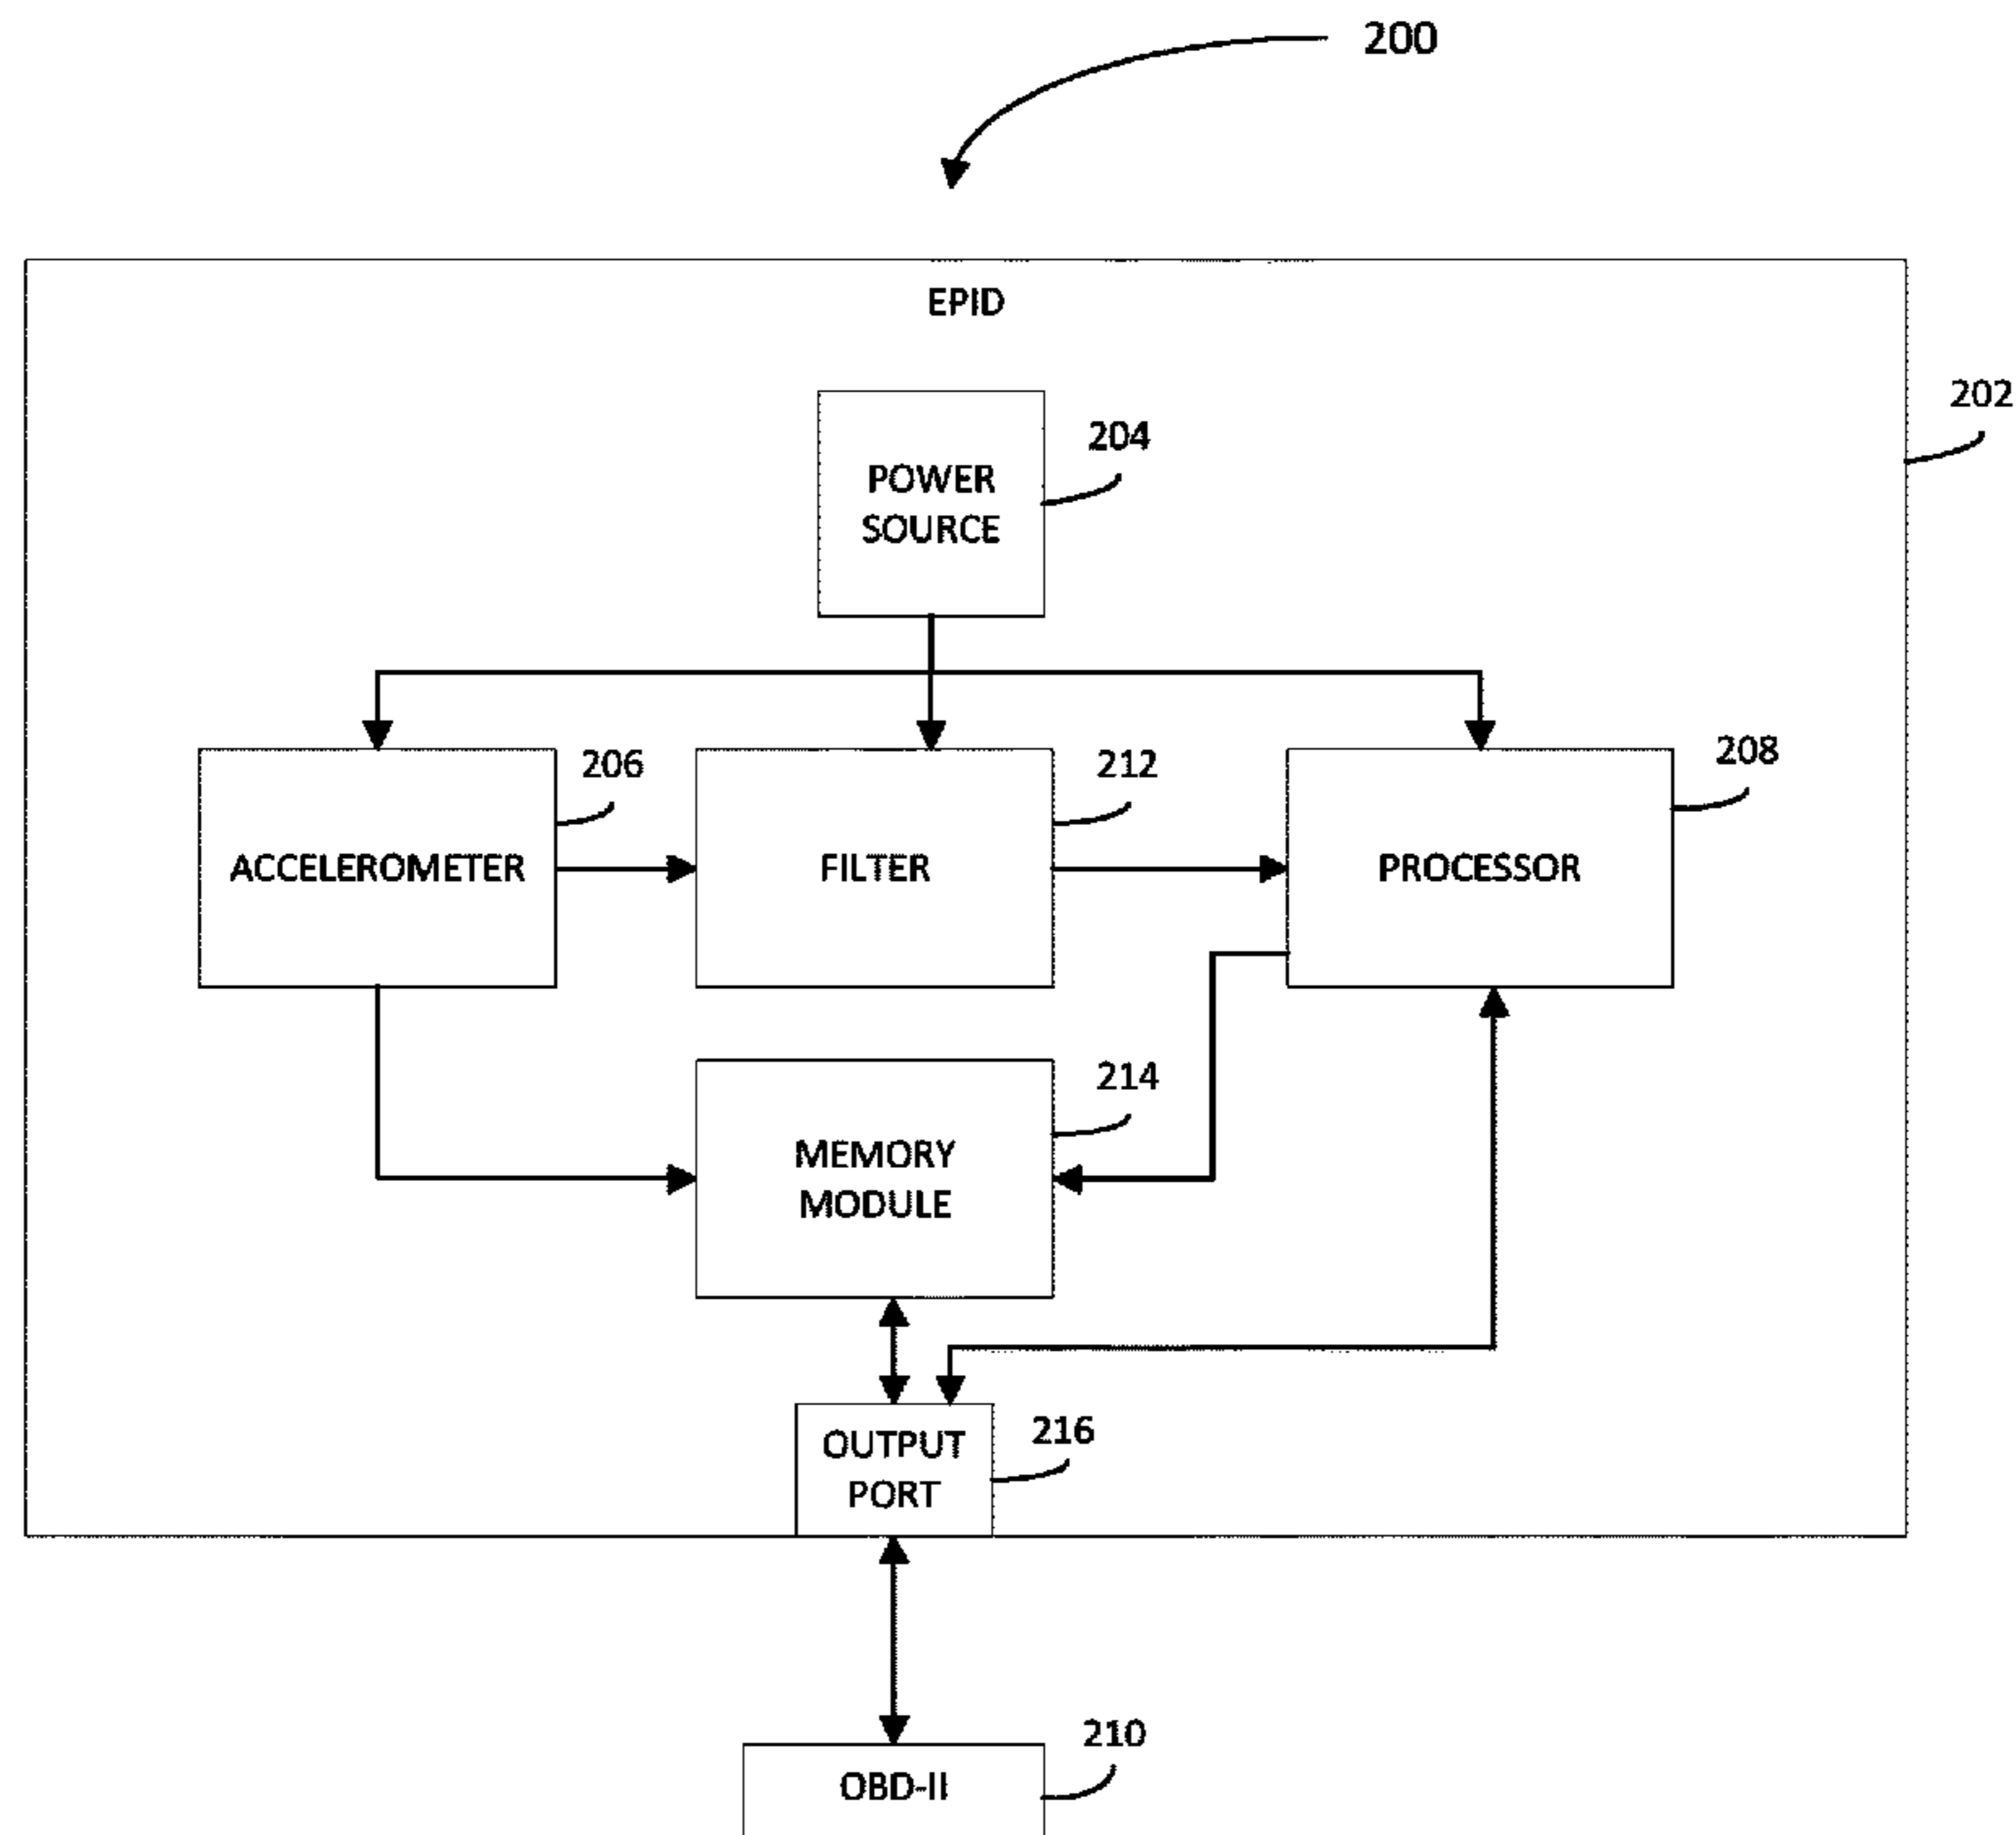 200
EPID
202
204
POWER
SOURCE
206
212
208
ACCELEROMETER
FILTER
PROCESSOR
214
MEMORY
MODULE
216
OUTPUT
PORT
210
OBD-II